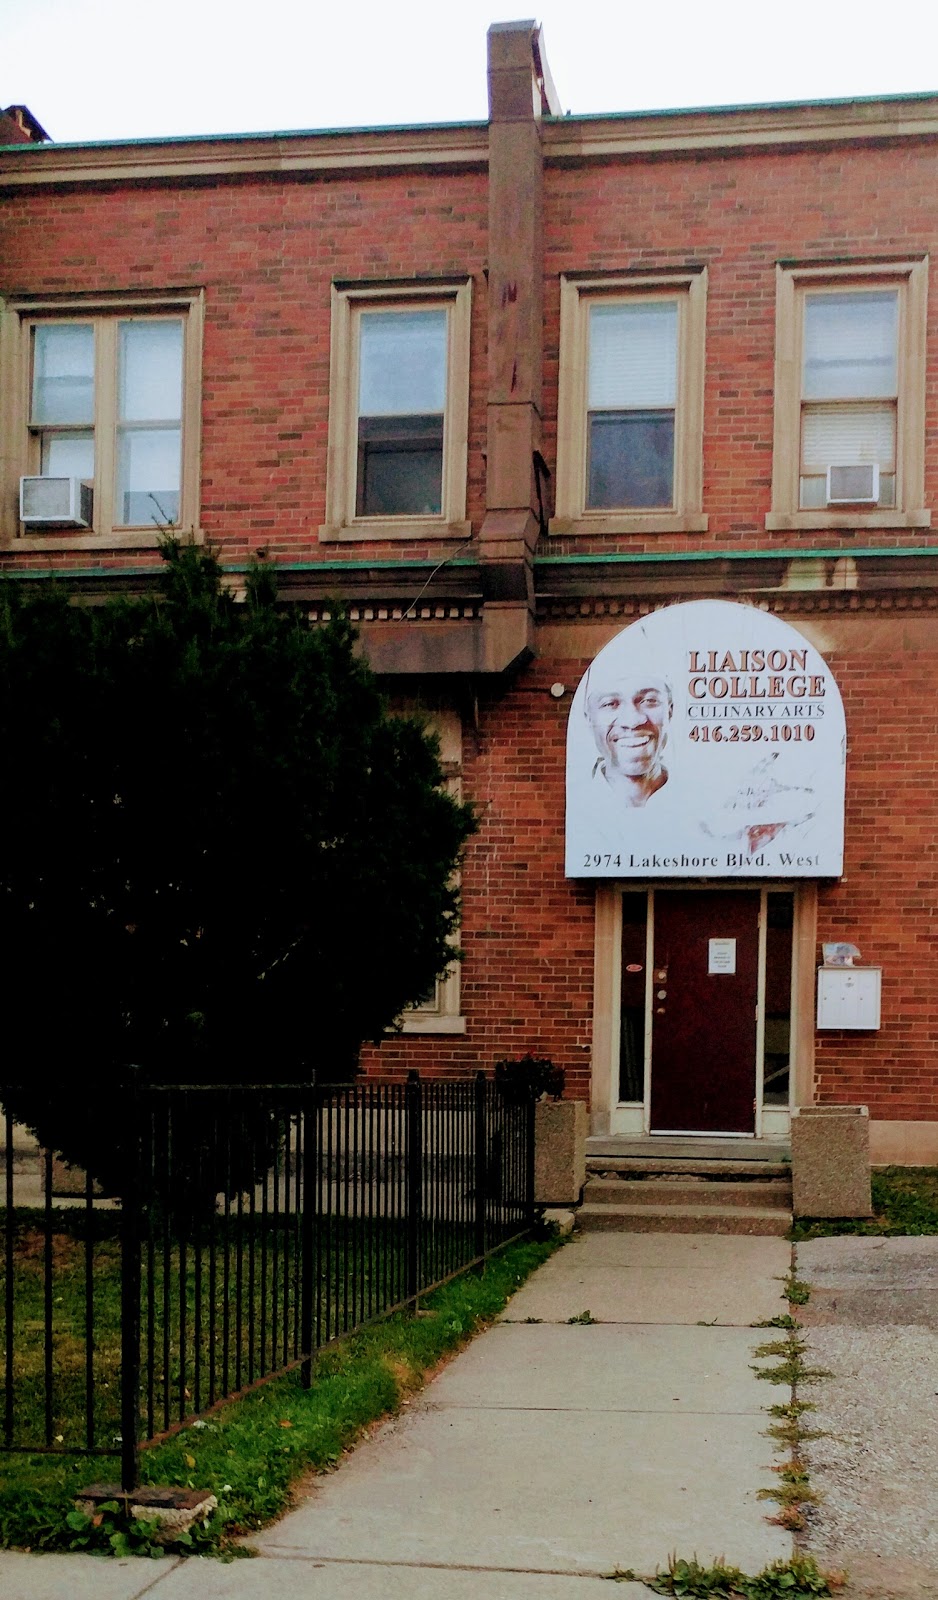 LIAISON
COLLEGE
CULINARY ARTS
416.259.1010
2974 Lakeshore Blvd. West